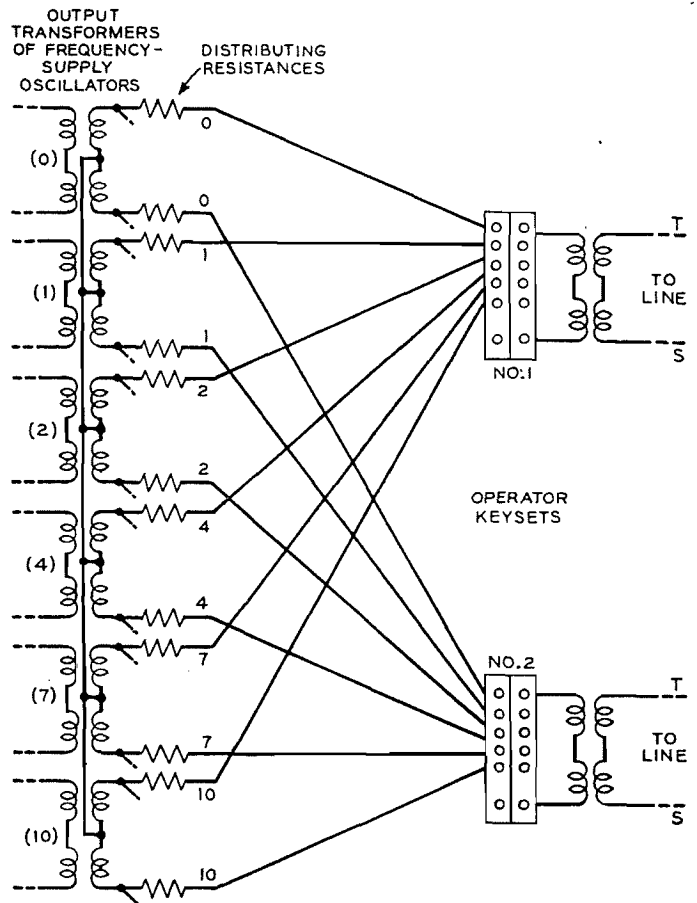 OUTPUT
TRANSFORMERS
OF FREQUENCY-
SUPPLY
OSCILLATORS
DISTRIBUTING
RESISTANCES
(0)
0
0
(1)
1
1
(2)
2
2
(4)
4
4
(7)
7
7
(10)
10
10
NO.1
T
TO
LINE
S
OPERATOR
KEYSETS
NO.2
T
TO
LINE
S